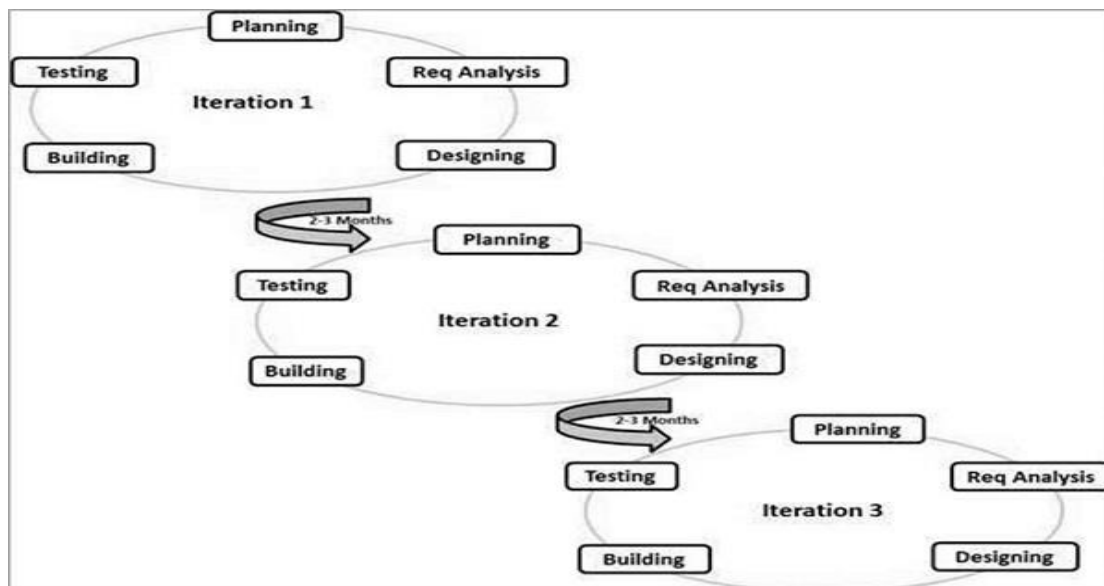 Planning
Testing
Req Analysis
Iteration 1
Building
Designing
2-3 Months
Planning
Testing
Req Analysis
Iteration 2
Building
Designing
2-3 Months
Planning
Testing
Req Analysis
Iteration 3
Building
Designing